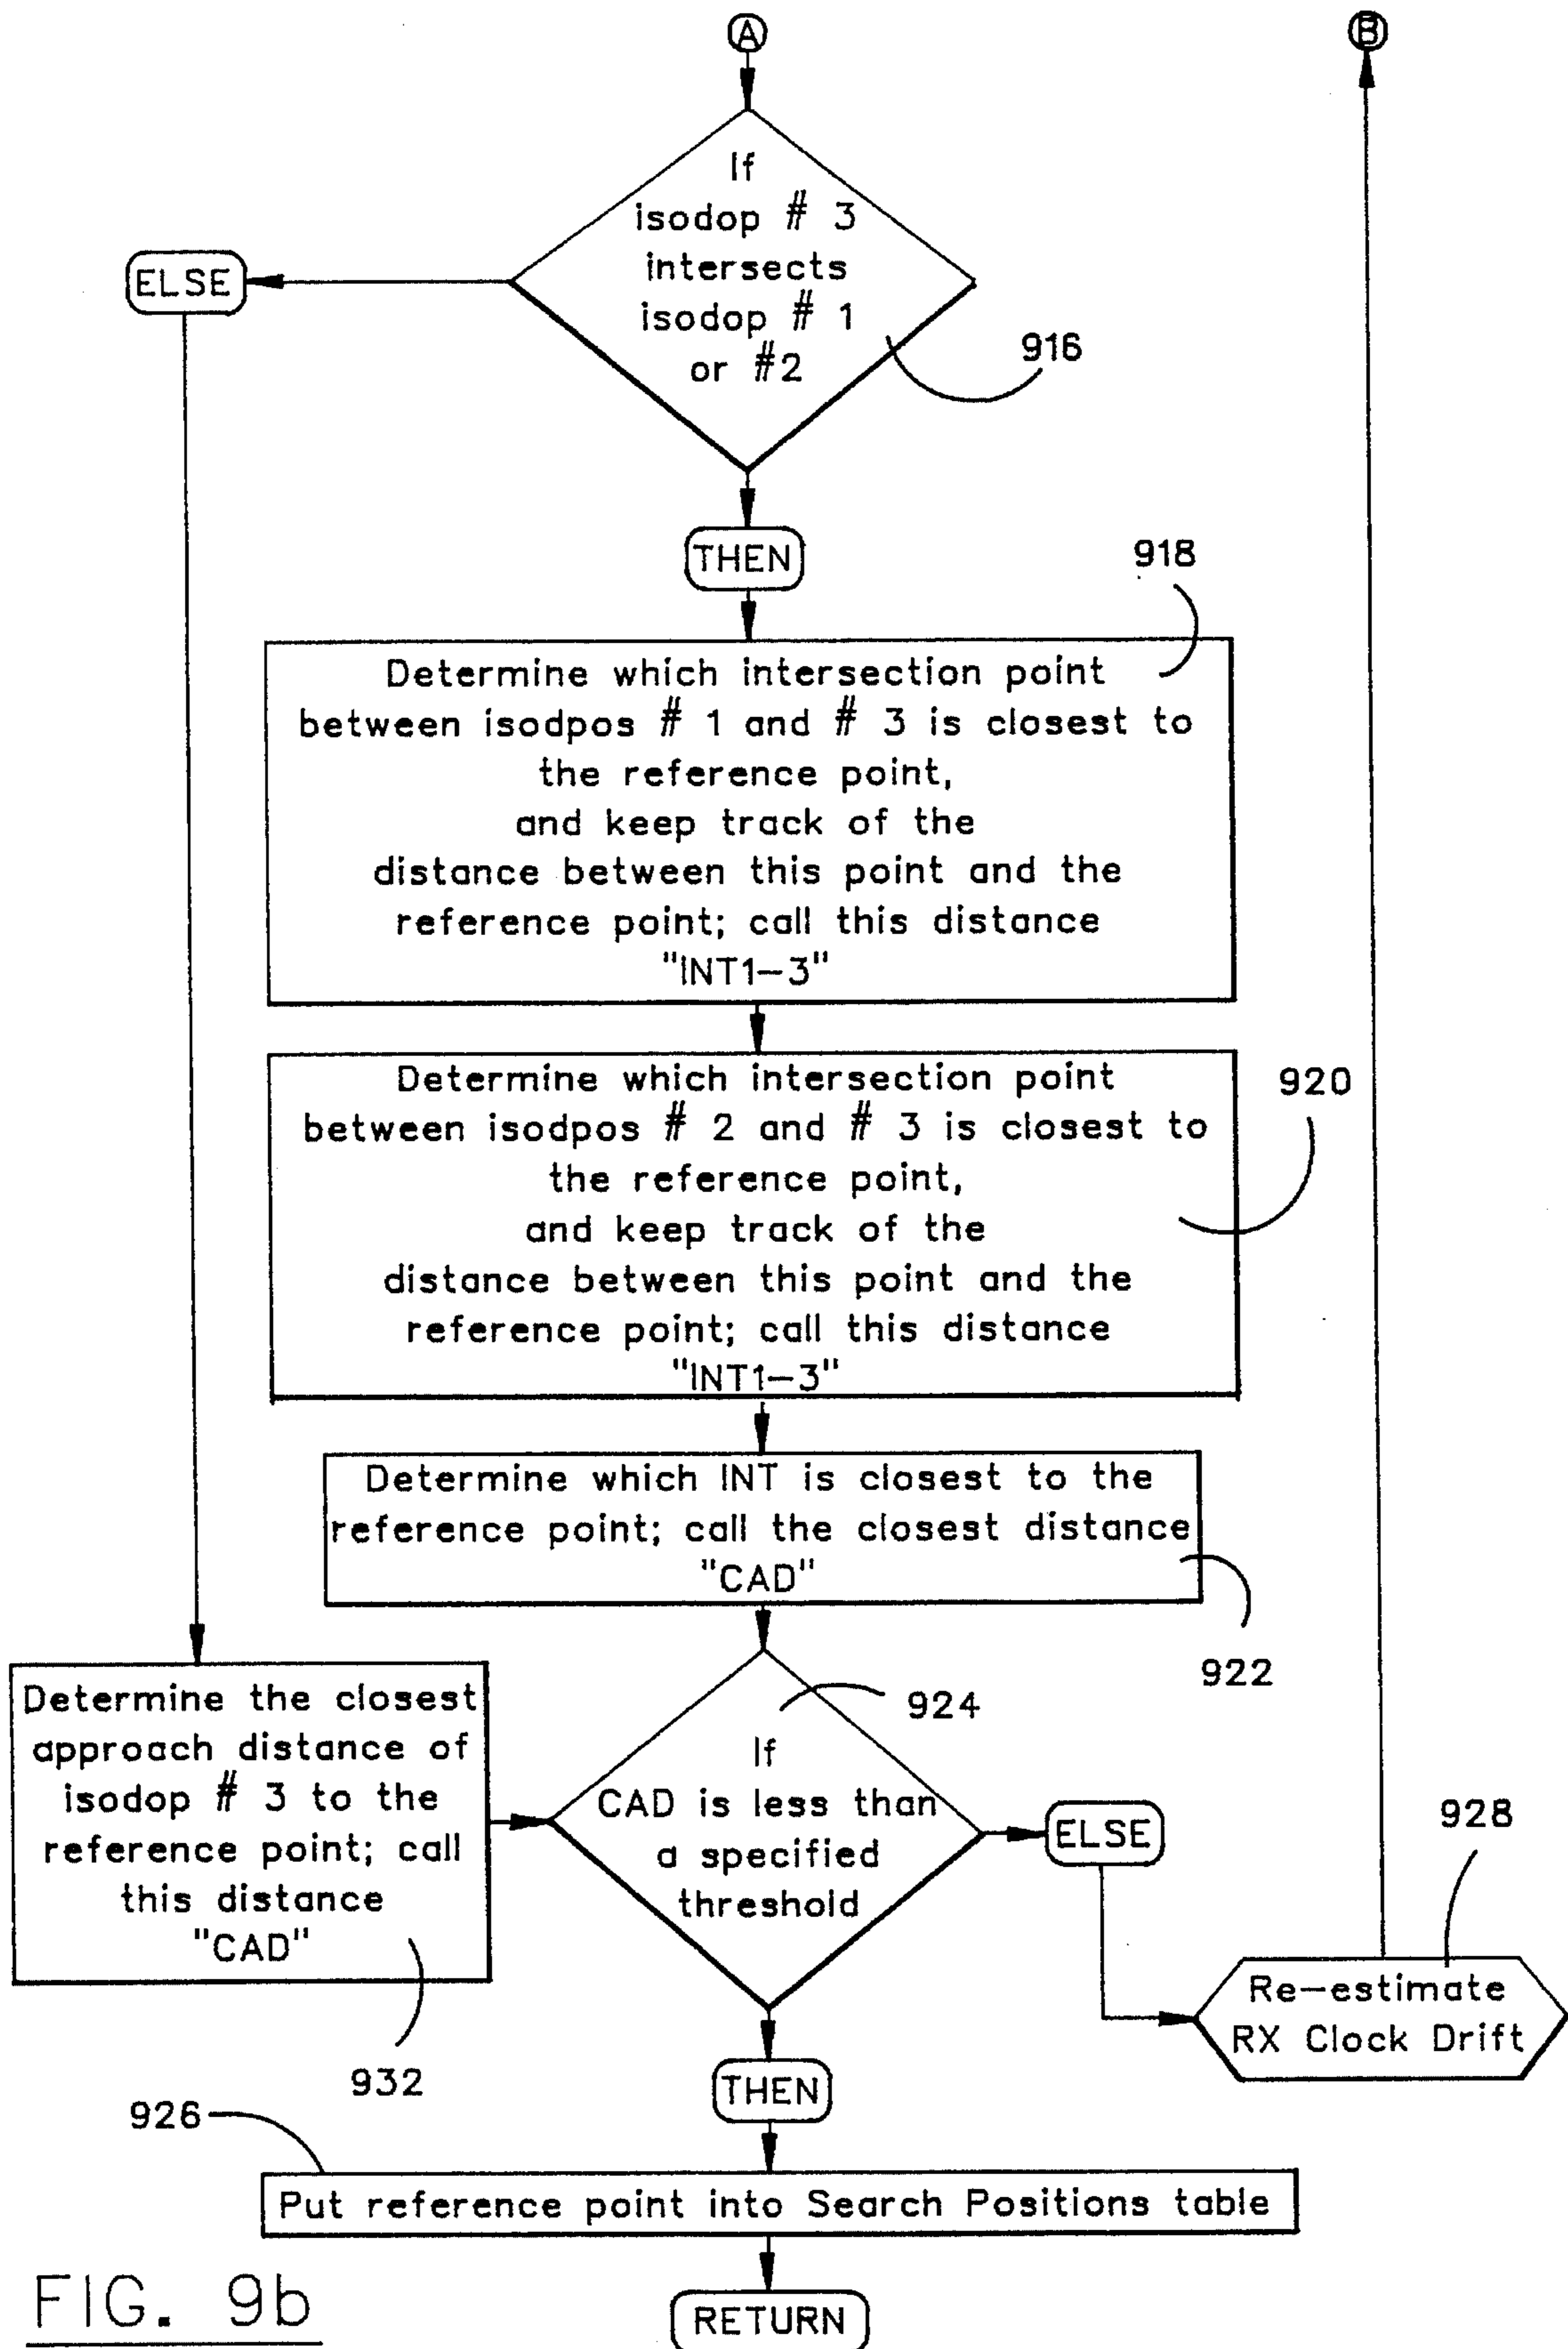 A
B
If
isodop # 3
intersects
isodop # 1
or #2
ELSE
916
THEN
918
Determine which intersection point
between isodpos # 1 and # 3 is closest to
the reference point,
and keep track of the
distance between this point and the
reference point; call this distance
"INT1-3"
920
Determine which intersection point
between isodpos # 2 and # 3 is closest to
the reference point,
and keep track of the
distance between this point and the
reference point; call this distance
"INT1-3"
Determine which INT is closest to the
reference point; call the closest distance
"CAD"
922
Determine the closest
approach distance of
isodop # 3 to the
reference point; call
this distance
"CAD"
932
924
If
CAD is less than
a specified
threshold
ELSE
928
Re-estimate
RX Clock Drift
THEN
926
Put reference point into Search Positions table
RETURN
FIG. 9b